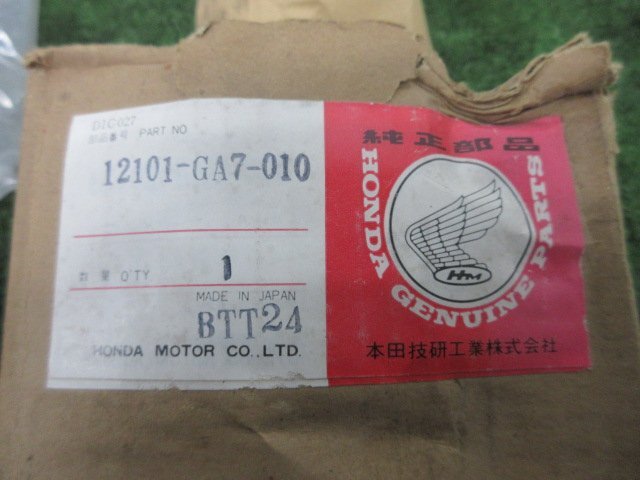 D1C027
部品番号 PART NO
12101-GA7-010
数量 Q'TY 1
MADE IN JAPAN
BTT24
HONDA MOTOR CO.,LTD.
純正部品
HONDA GENUINE PARTS
HM
本田技研工業株式会社